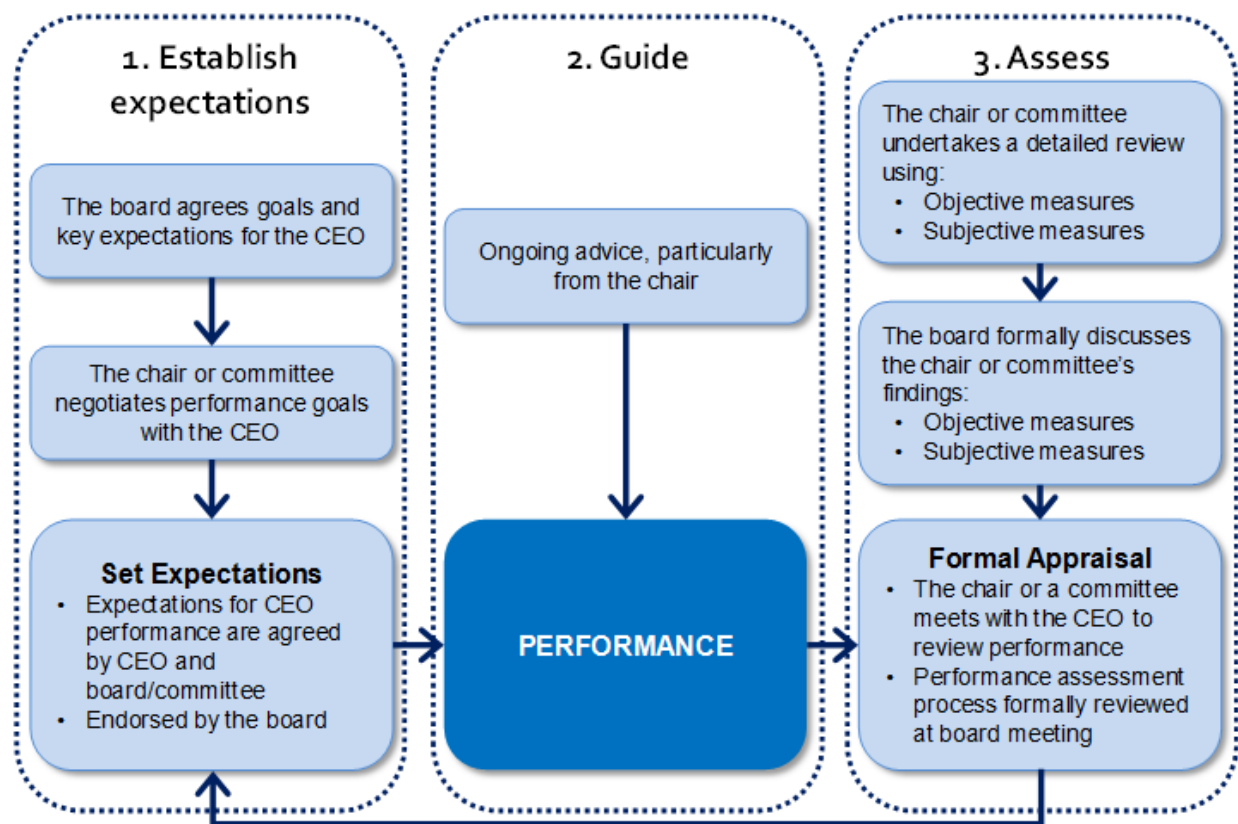 1. Establish
expectations
The board agrees goals and
key expectations for the CEO
The chair or committee
negotiates performance goals
with the CEO
Set Expectations
• Expectations for CEO
performance are agreed
by CEO and
board/committee
• Endorsed by the board
2. Guide
Ongoing advice, particularly
from the chair
PERFORMANCE
3. Assess
The chair or committee
undertakes a detailed review
using:
• Objective measures
• Subjective measures
The board formally discusses
the chair or committee's
findings:
• Objective measures
• Subjective measures
Formal Appraisal
• The chair or a committee
meets with the CEO to
review performance
• Performance assessment
process formally reviewed
at board meeting